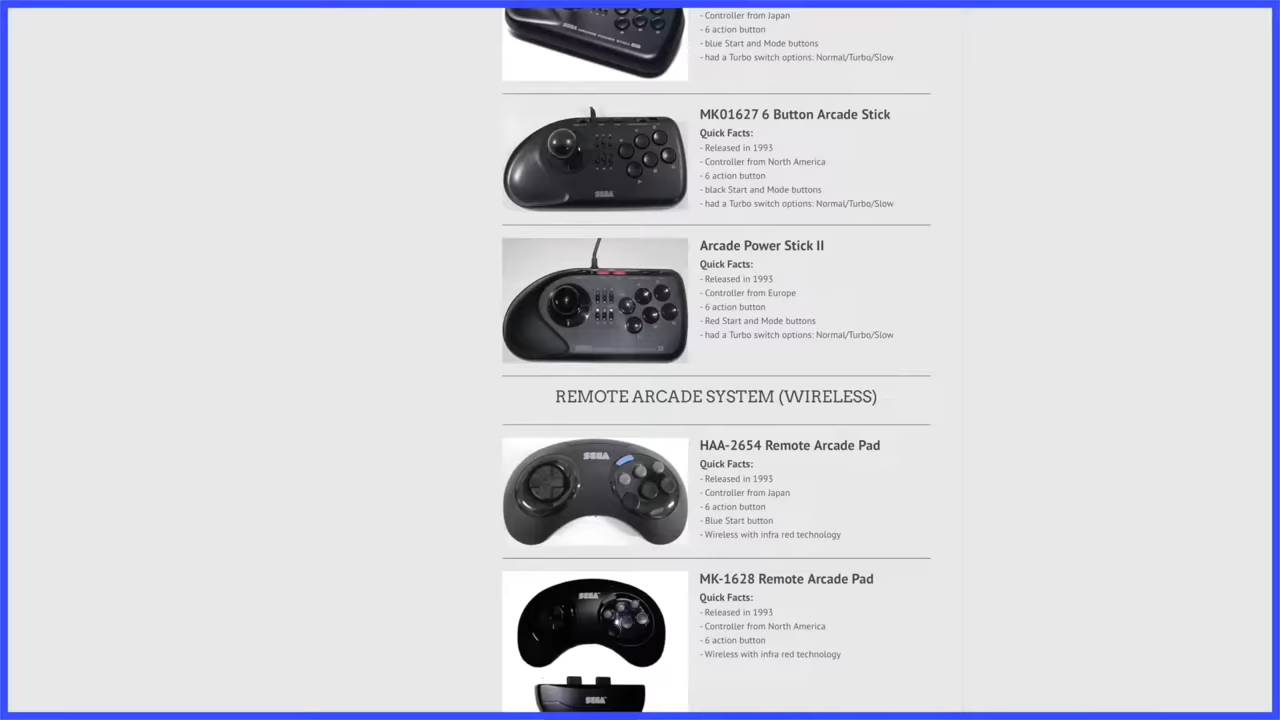 - Controller from Japan
- 6 action button
- blue Start and Mode buttons
- had a Turbo switch options: Normal/Turbo/Slow
SEGA ARCADE POWER STICK
MK01627 6 Button Arcade Stick
Quick Facts:
- Released in 1993
- Controller from North America
- 6 action button
- black Start and Mode buttons
- had a Turbo switch options: Normal/Turbo/Slow
SEGA
Arcade Power Stick II
Quick Facts:
- Released in 1993
- Controller from Europe
- 6 action button
- Red Start and Mode buttons
- had a Turbo switch options: Normal/Turbo/Slow
REMOTE ARCADE SYSTEM (WIRELESS)
SEGA
HAA-2654 Remote Arcade Pad
Quick Facts:
- Released in 1993
- Controller from Japan
- 6 action button
- Blue Start button
- Wireless with infra red technology
SEGA
MK-1628 Remote Arcade Pad
Quick Facts:
- Released in 1993
- Controller from North America
- 6 action button
- Wireless with infra red technology
SEGA